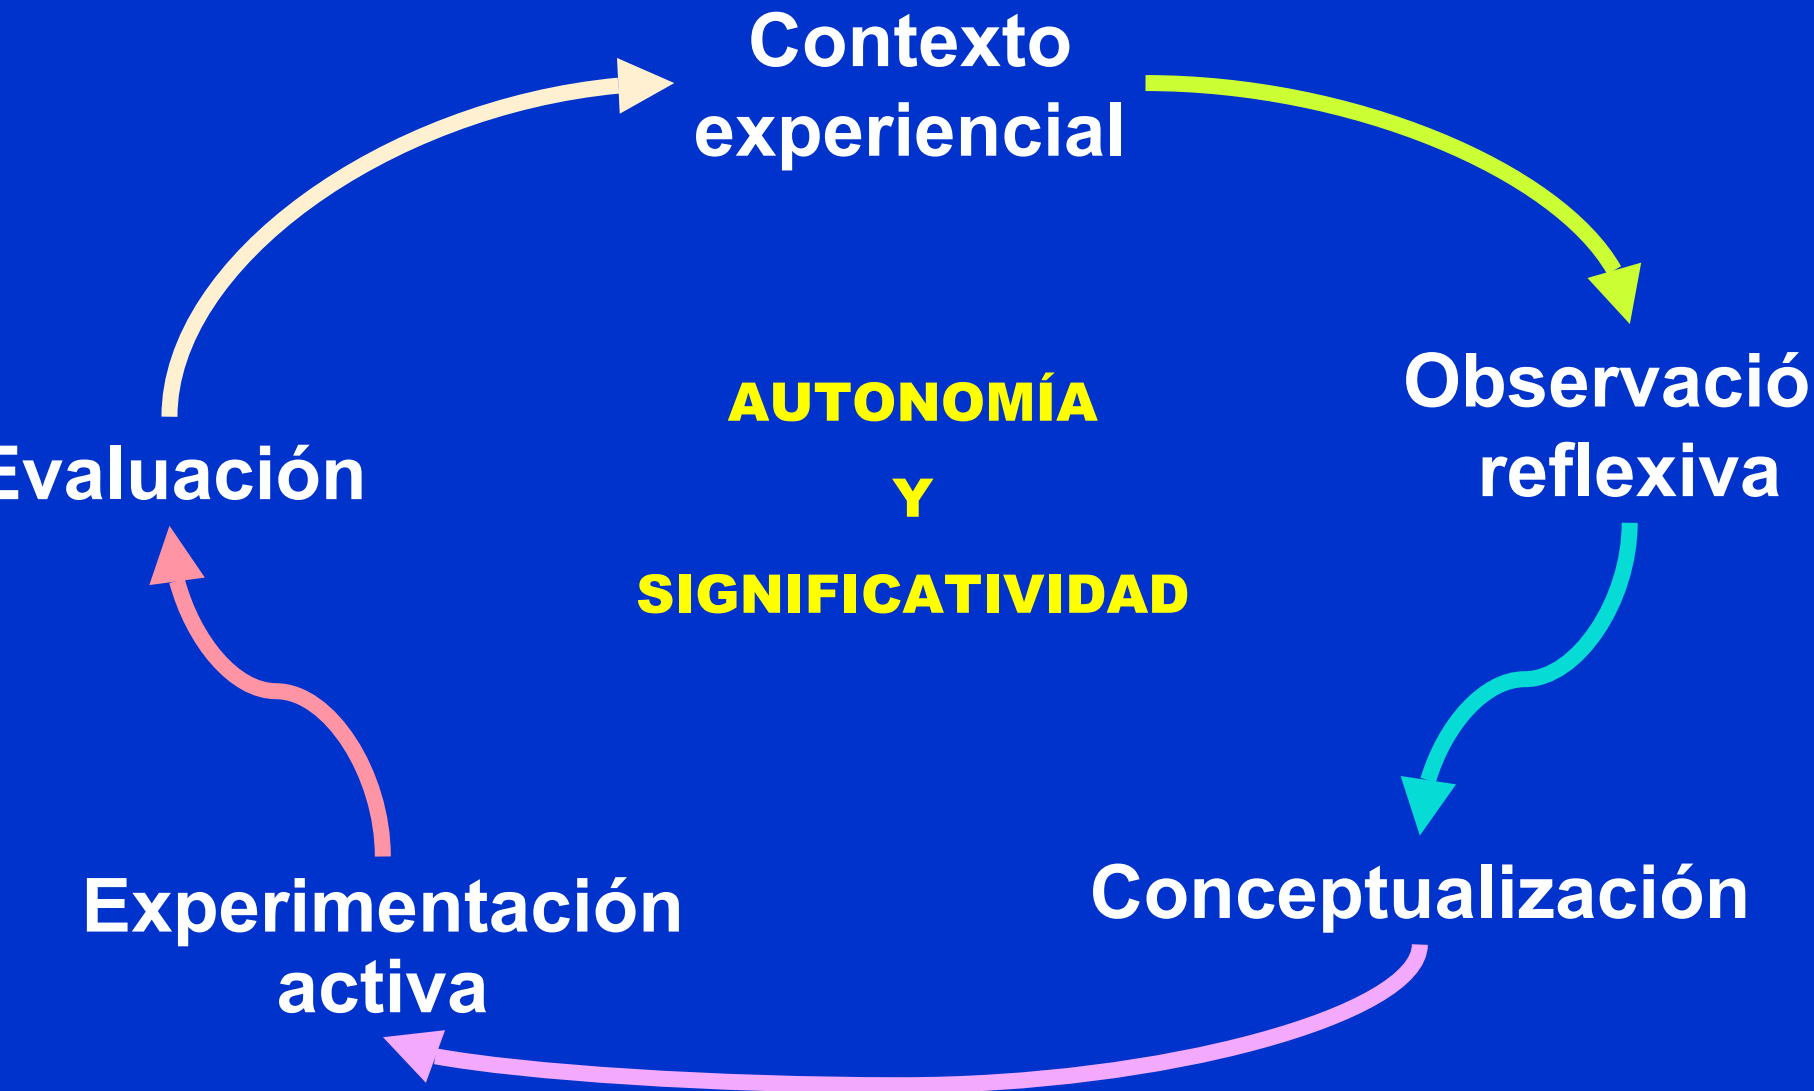 Contexto
experiencial
Observació
reflexiva
AUTONOMÍA
Y
SIGNIFICATIVIDAD
Evaluación
Conceptualización
Experimentación
activa